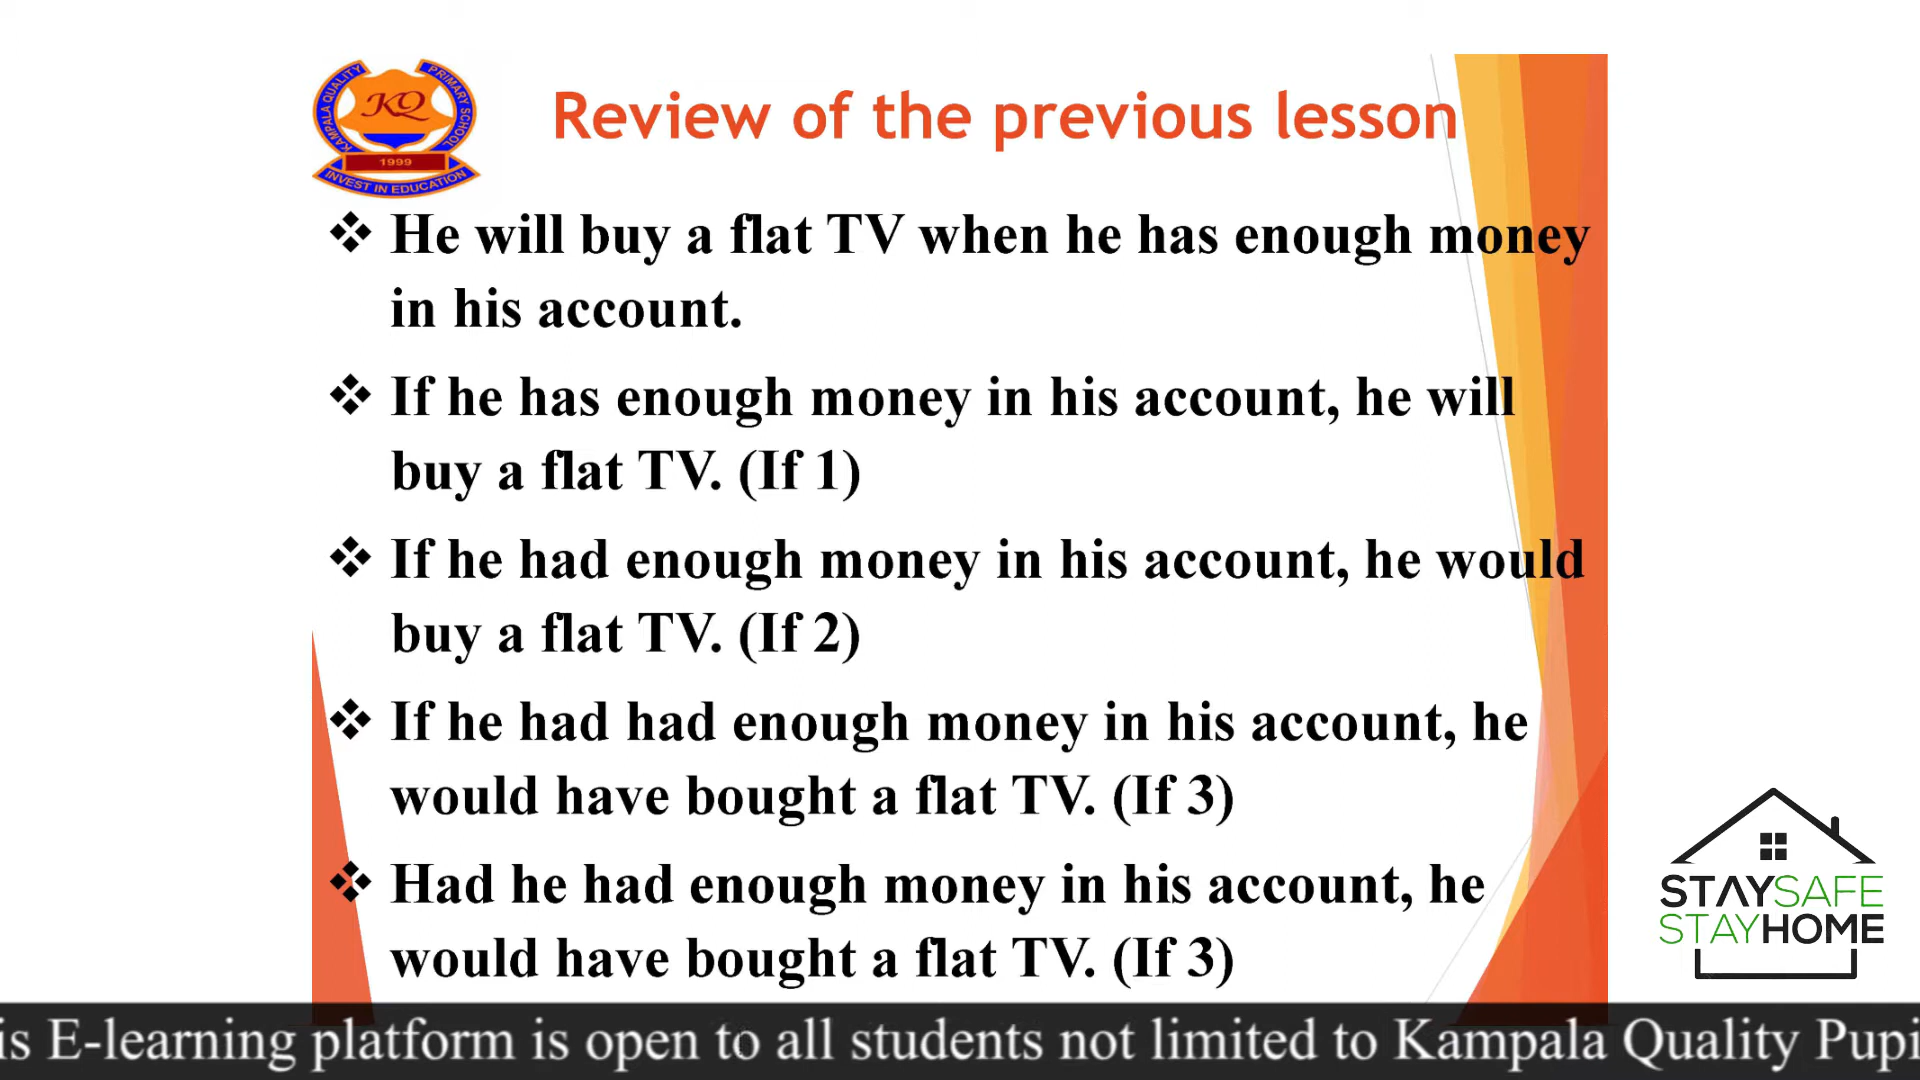 KAMPALA QUALITY PRIMARY SCHOOL
KQ
1999
INVEST IN EDUCATION
Review of the previous lesson
❖ He will buy a flat TV when he has enough money
in his account.
❖ If he has enough money in his account, he will
buy a flat TV. (If 1)
❖ If he had enough money in his account, he would
buy a flat TV. (If 2)
❖ If he had had enough money in his account, he
would have bought a flat TV. (If 3)
❖ Had he had enough money in his account, he
would have bought a flat TV. (If 3)
STAYSAFE
STAYHOME
is E-learning platform is open to all students not limited to Kampala Quality Pupi